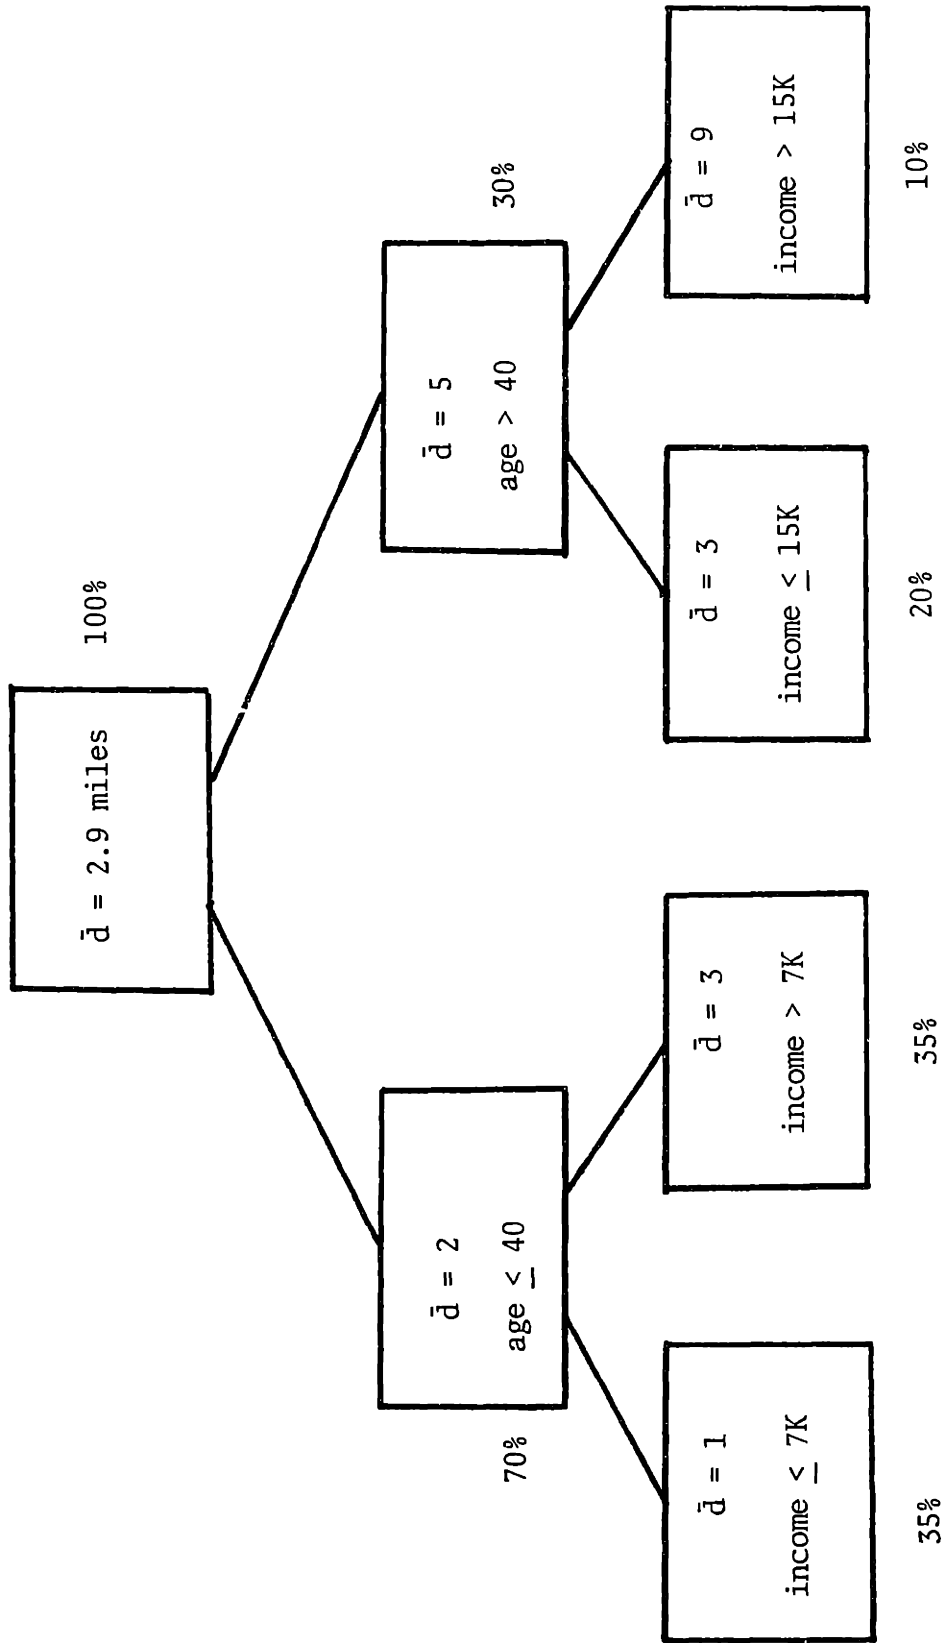 d̄ = 2.9 miles
100%
70%
d̄ = 2
age ≤ 40
d̄ = 5
age > 40
30%
d̄ = 1
income ≤ 7K
35%
d̄ = 3
income > 7K
35%
d̄ = 3
income ≤ 15K
20%
d̄ = 9
income > 15K
10%